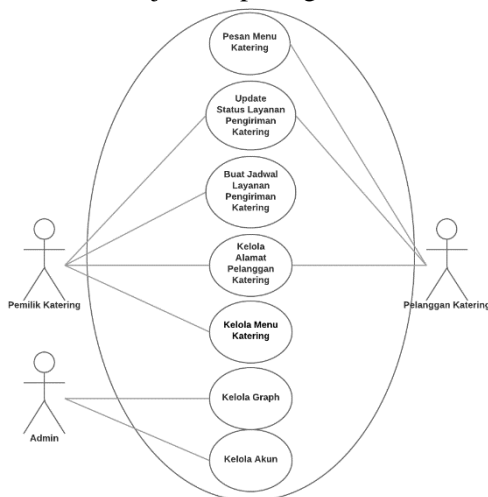 Pesan Menu
Katering
Update
Status Layanan
Pengiriman
Katering
Buat Jadwal
Layanan
Pengiriman
Katering
Kelola
Alamat
Pelanggan
Katering
Pemilik Katering
Pelanggan Katering
Kelola Menu
Katering
Kelola Graph
Admin
Kelola Akun